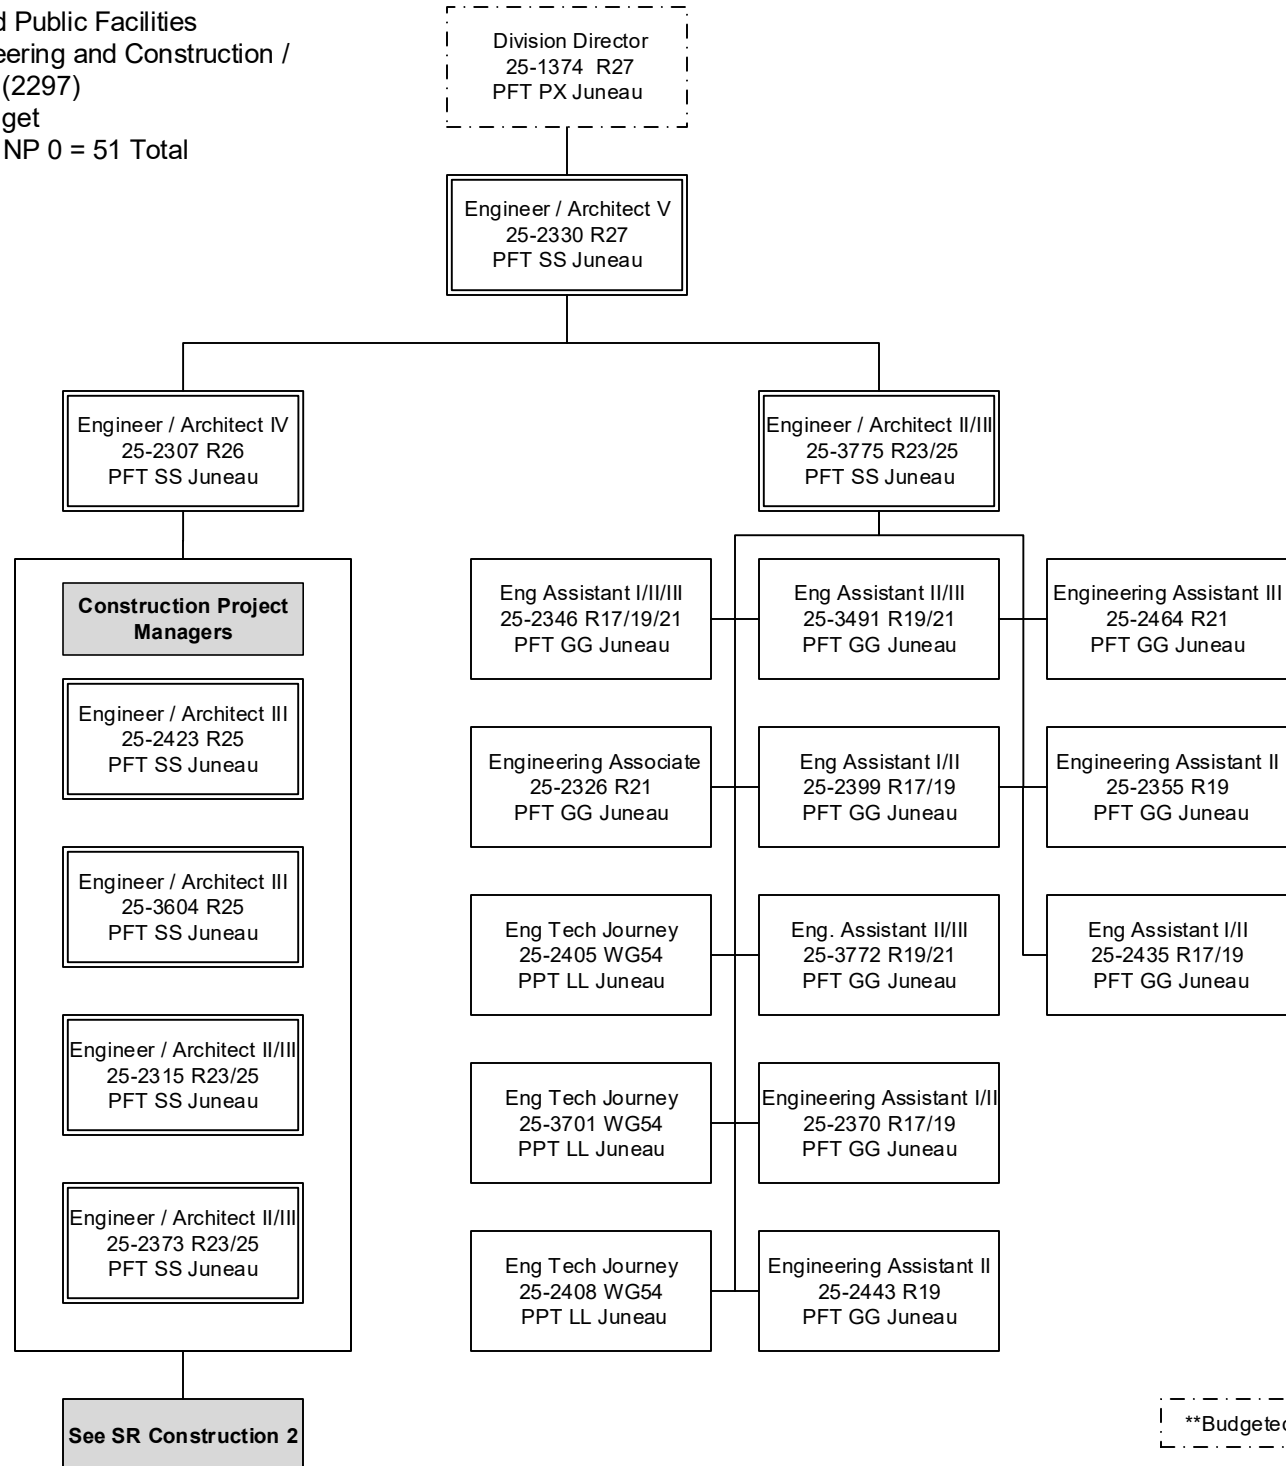 Public Facilities
and Construction /
(2297)
NP 0 = 51 Total
Division Director
25-1374 R27
PFT PX Juneau
Engineer / Architect V
25-2330 R27
PFT SS Juneau
Engineer / Architect IV
25-2307 R26
PFT SS Juneau
Engineer / Architect II/III
25-3775 R23/25
PFT SS Juneau
Construction Project
Managers
Engineer / Architect III
25-2423 R25
PFT SS Juneau
Engineer / Architect III
25-3604 R25
PFT SS Juneau
Engineer / Architect II/III
25-2315 R23/25
PFT SS Juneau
Engineer / Architect II/III
25-2373 R23/25
PFT SS Juneau
See SR Construction 2
Eng Assistant I/II/III
25-2346 R17/19/21
PFT GG Juneau
Eng Assistant II/III
25-3491 R19/21
PFT GG Juneau
Engineering Assistant III
25-2464 R21
PFT GG Juneau
Engineering Associate
25-2326 R21
PFT GG Juneau
Eng Assistant I/II
25-2399 R17/19
PFT GG Juneau
Engineering Assistant II
25-2355 R19
PFT GG Juneau
Eng Tech Journey
25-2405 WG54
PPT LL Juneau
Eng. Assistant II/III
25-3772 R19/21
PFT GG Juneau
Eng Assistant I/II
25-2435 R17/19
PFT GG Juneau
Eng Tech Journey
25-3701 WG54
PPT LL Juneau
Engineering Assistant I/II
25-2370 R17/19
PFT GG Juneau
Eng Tech Journey
25-2408 WG54
PPT LL Juneau
Engineering Assistant II
25-2443 R19
PFT GG Juneau
**Budgeted